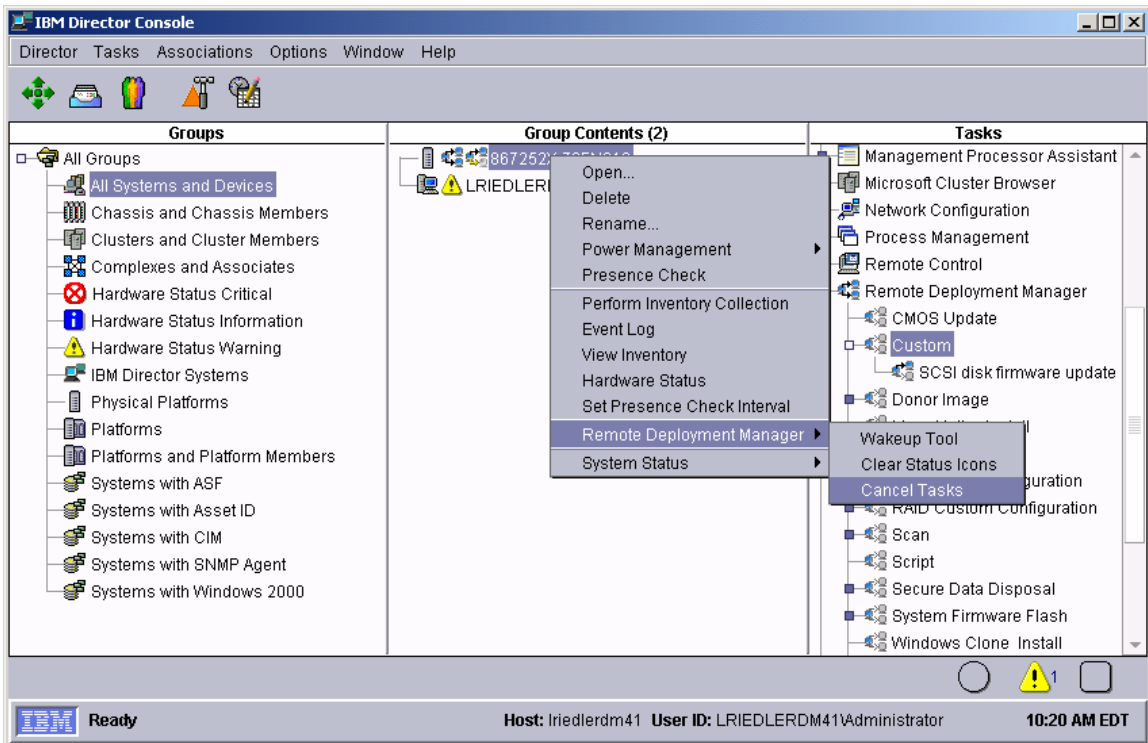 IBM Director Console
Director Tasks Associations Options Window Help
Groups
All Groups
All Systems and Devices
Chassis and Chassis Members
Clusters and Cluster Members
Complexes and Associates
Hardware Status Critical
Hardware Status Information
Hardware Status Warning
IBM Director Systems
Physical Platforms
Platforms
Platforms and Platform Members
Systems with ASF
Systems with Asset ID
Systems with CIM
Systems with SNMP Agent
Systems with Windows 2000
Group Contents (2)
Open...
Delete
Rename...
Power Management
Presence Check
Perform Inventory Collection
Event Log
View Inventory
Hardware Status
Set Presence Check Interval
Remote Deployment Manager
System Status
Wakeup Tool
Clear Status Icons
Cancel Tasks
Tasks
Management Processor Assistant
Microsoft Cluster Browser
Network Configuration
Process Management
Remote Control
Remote Deployment Manager
CMOS Update
Custom
SCSI disk firmware update
Donor Image
RAID Custom Configuration
Scan
Script
Secure Data Disposal
System Firmware Flash
Windows Clone Install
1
IBM Ready
Host: lriedlerdm41 User ID: LRIEDLERDM41\Administrator
10:20 AM EDT